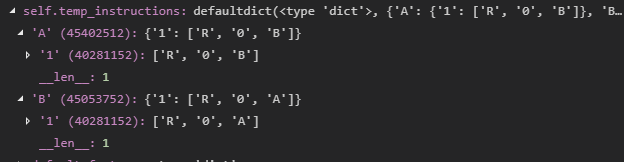 self.temp_instructions: defaultdict(<type 'dict'>, {'A': {'1': ['R', '0', 'B']}, 'B…
'A' (45402512): {'1': ['R', '0', 'B']}
'1' (40281152): ['R', '0', 'B']
__len__: 1
'B' (45053752): {'1': ['R', '0', 'A']}
'1' (40281152): ['R', '0', 'A']
__len__: 1